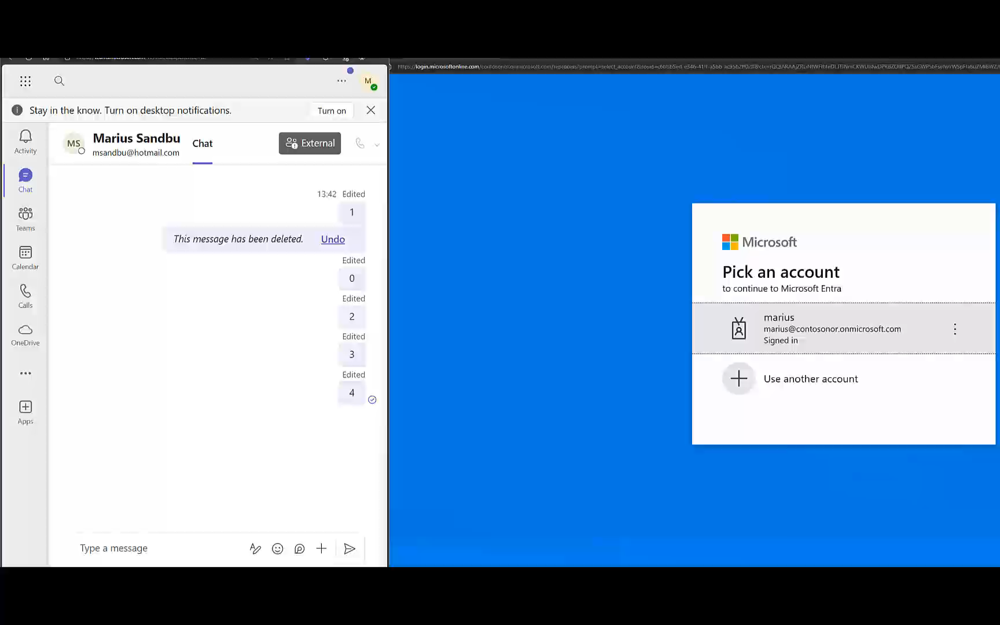 M
Stay in the know. Turn on desktop notifications.
Turn on
Activity
Chat
Teams
Calendar
Calls
OneDrive
Apps
MS
Marius Sandbu
msandbu@hotmail.com
Chat
External
13:42 Edited
1
This message has been deleted. Undo
Edited
0
Edited
2
Edited
3
Edited
4
Type a message
https://login.microsoftonline.com/contosonor.onmicrosoft.com/reprocess?prompt=select_account
Microsoft
Pick an account
to continue to Microsoft Entra
marius
marius@contosonor.onmicrosoft.com
Signed in
Use another account